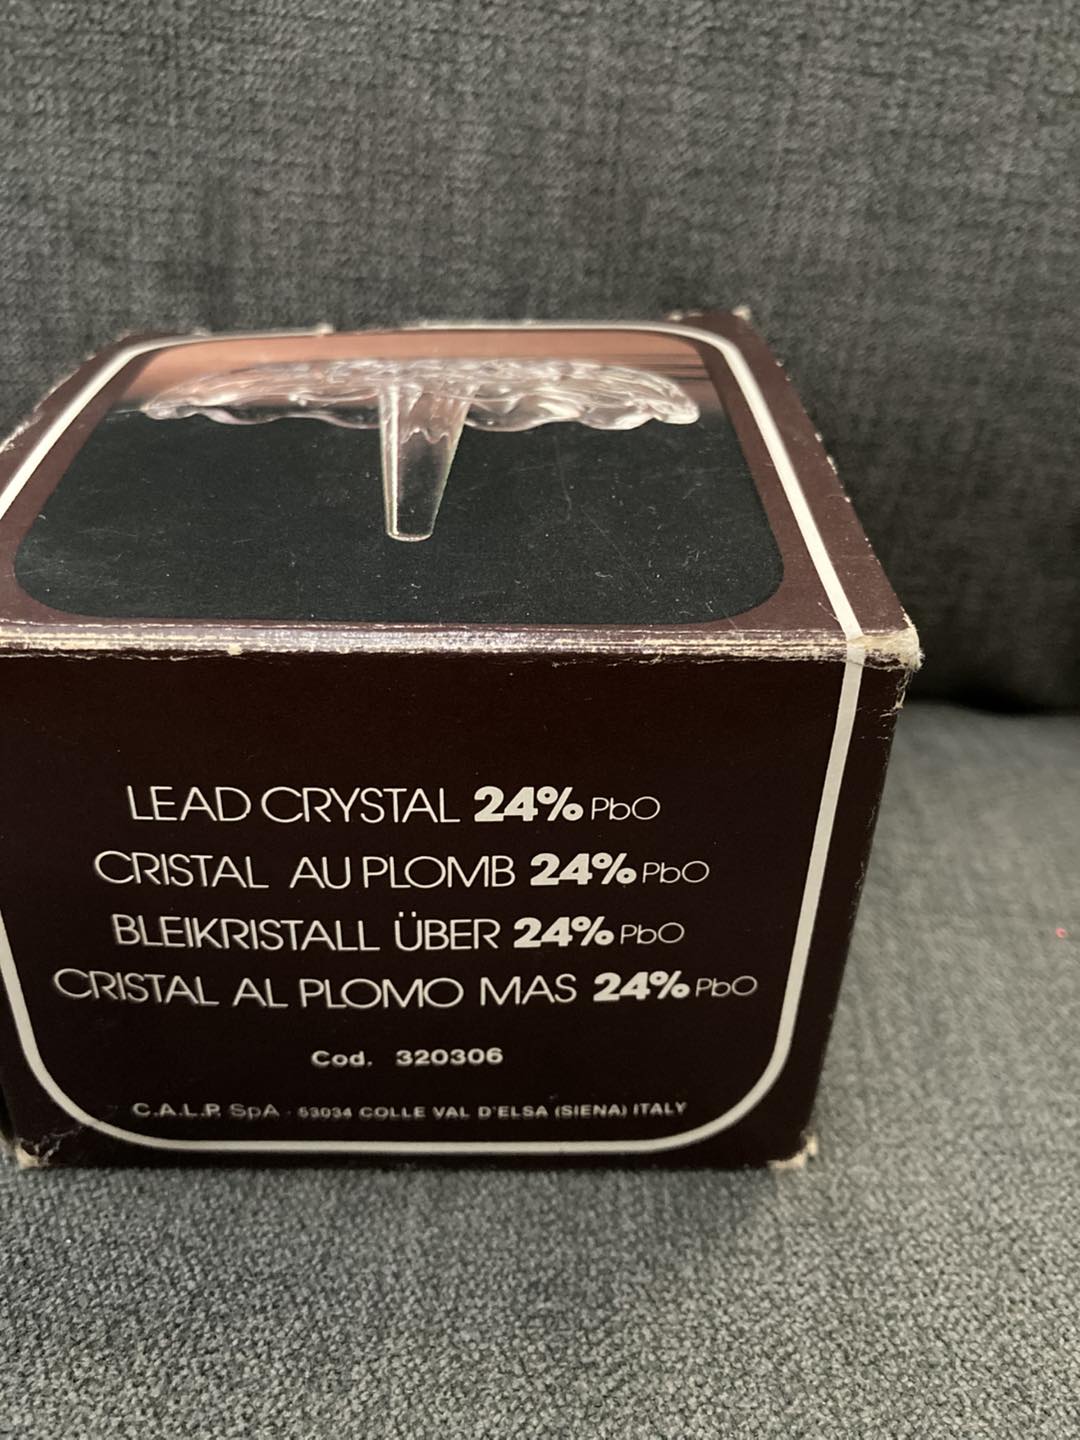 LEAD CRYSTAL 24% PbO
CRISTAL AU PLOMB 24% PbO
BLEIKRISTALL ÜBER 24% PbO
CRISTAL AL PLOMO MAS 24% PbO
Cod. 320306
C.A.L.P. SpA - 53034 COLLE VAL D'ELSA (SIENA) ITALY